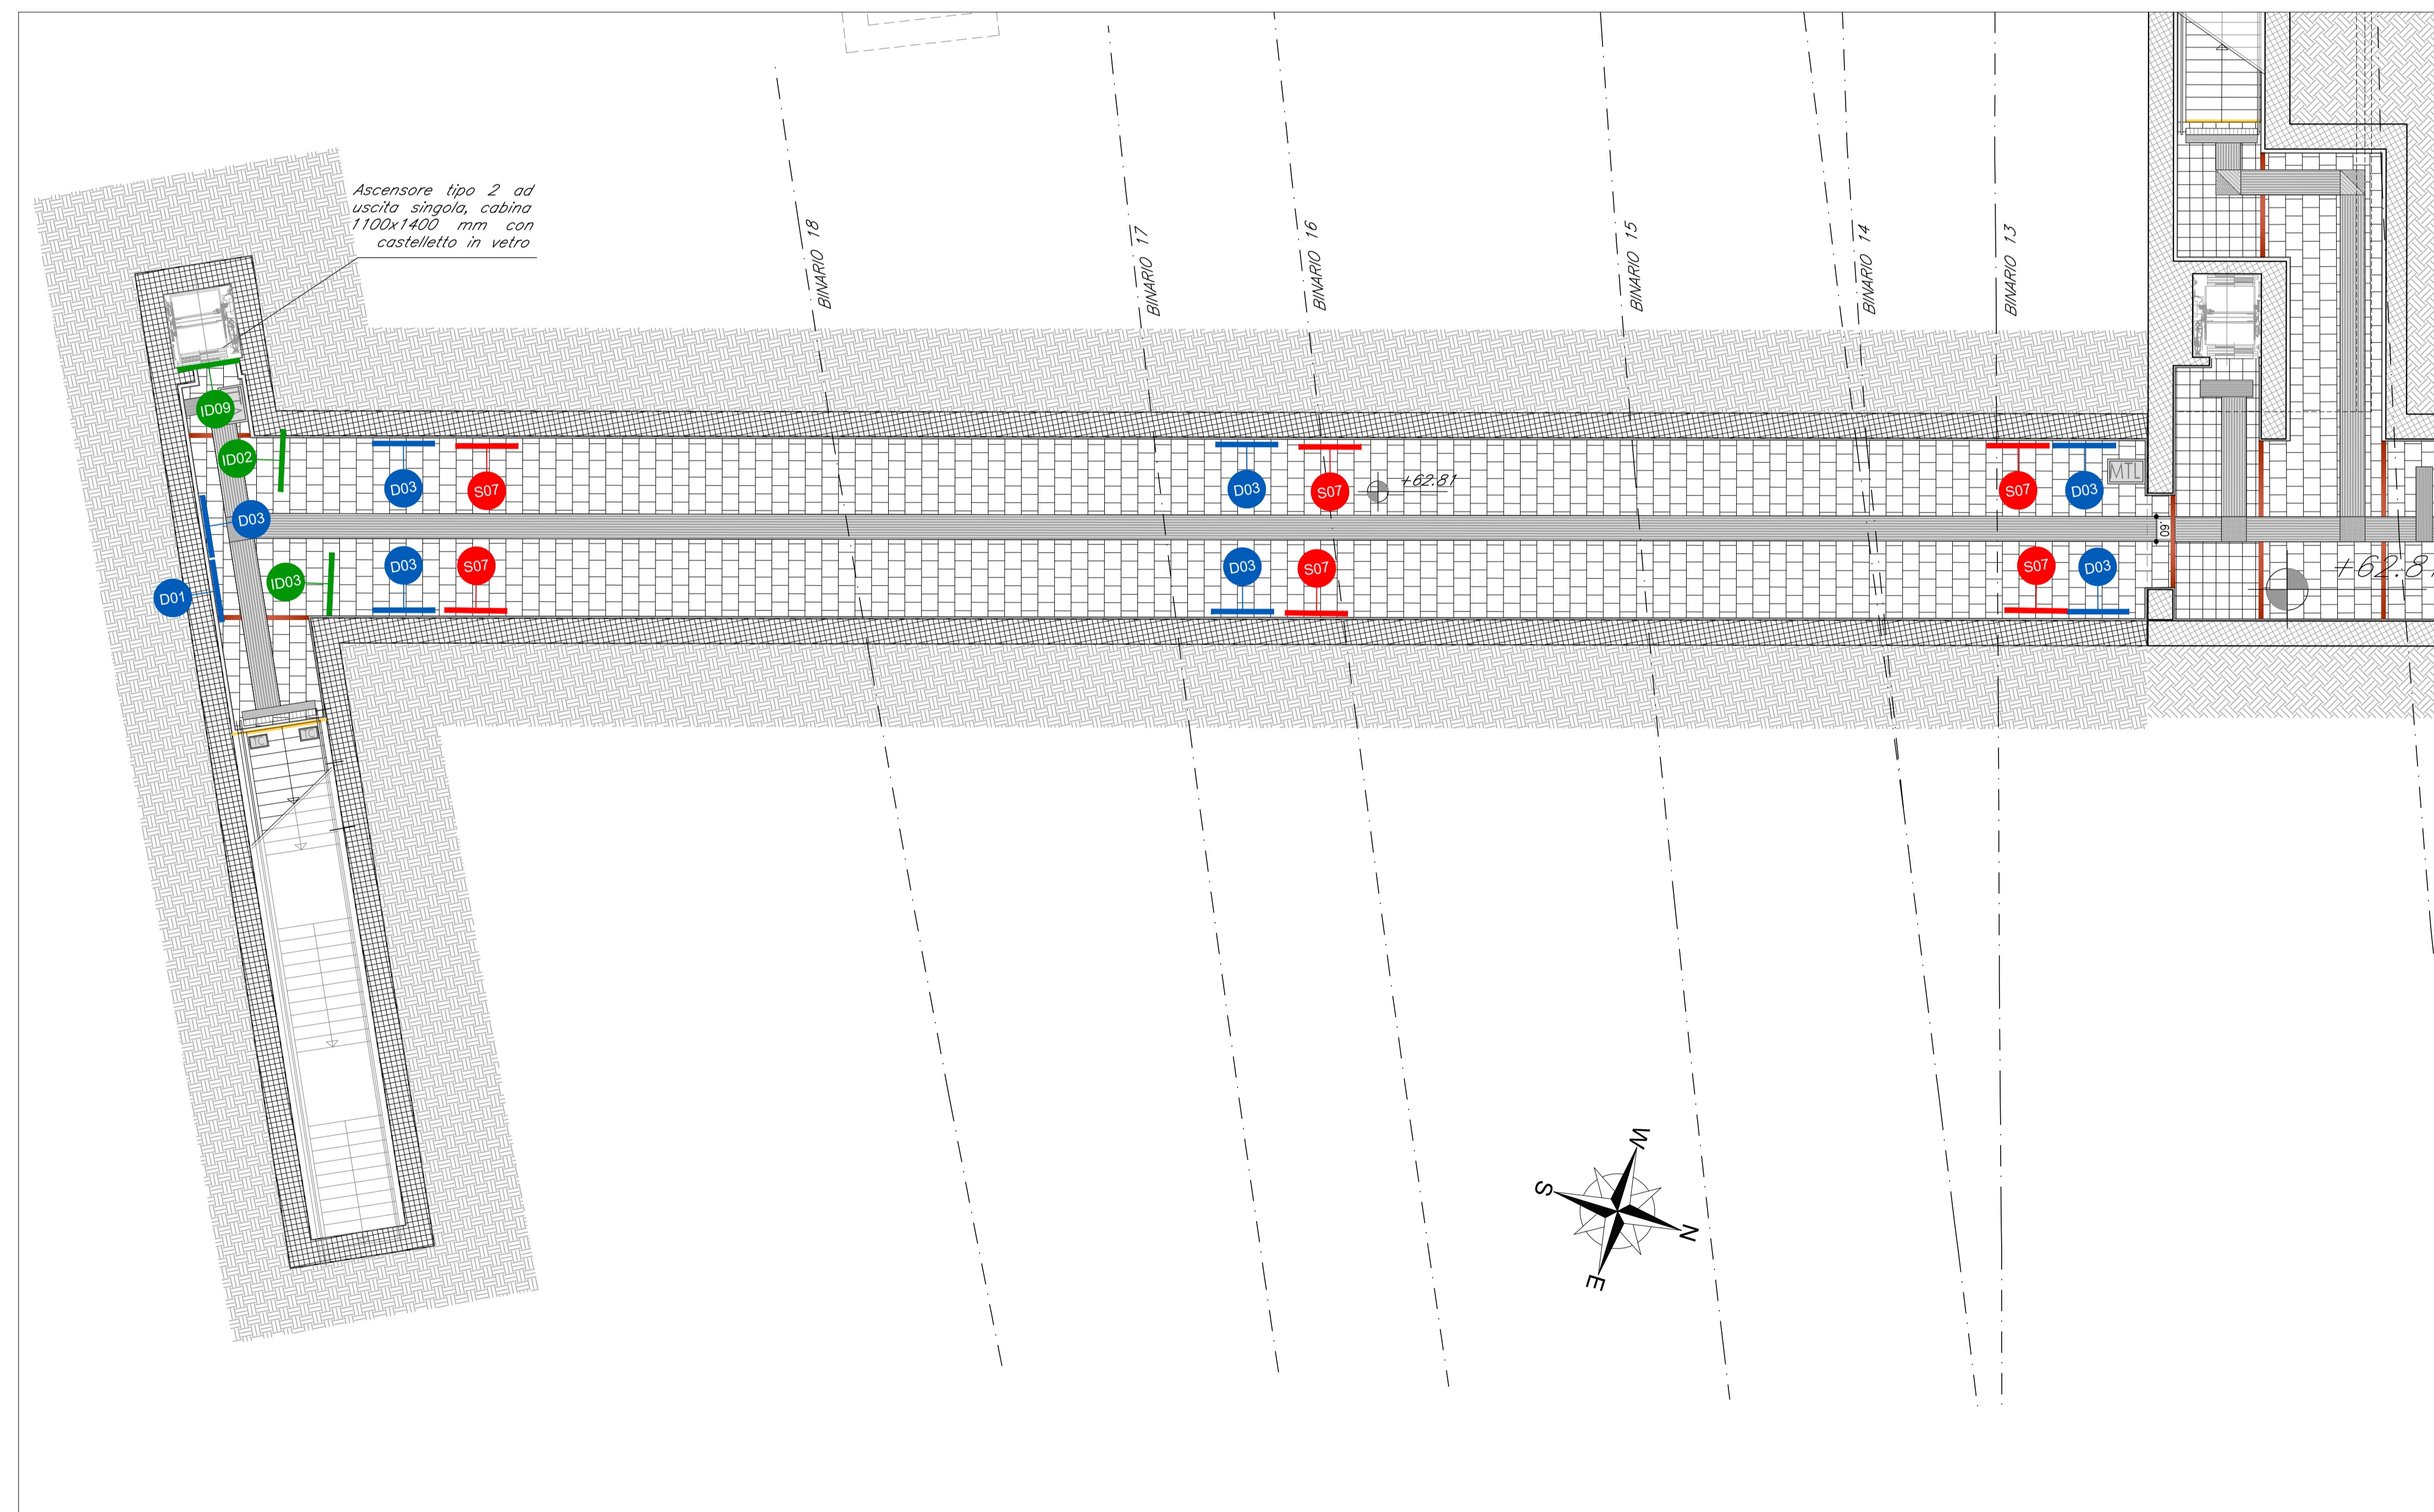 Ascensore tipo 2 ad
uscita singola, cabina
1100x1400 mm con
castelletto in vetro
BINARIO 18
BINARIO 17
BINARIO 16
BINARIO 15
BINARIO 14
BINARIO 13
ID09
ID02
D03
S07
D03
S07
+62.81
S07
D03
MTL
D03
.60
D01
ID03
D03
S07
D03
S07
S07
D03
+62.81
W
S
N
E